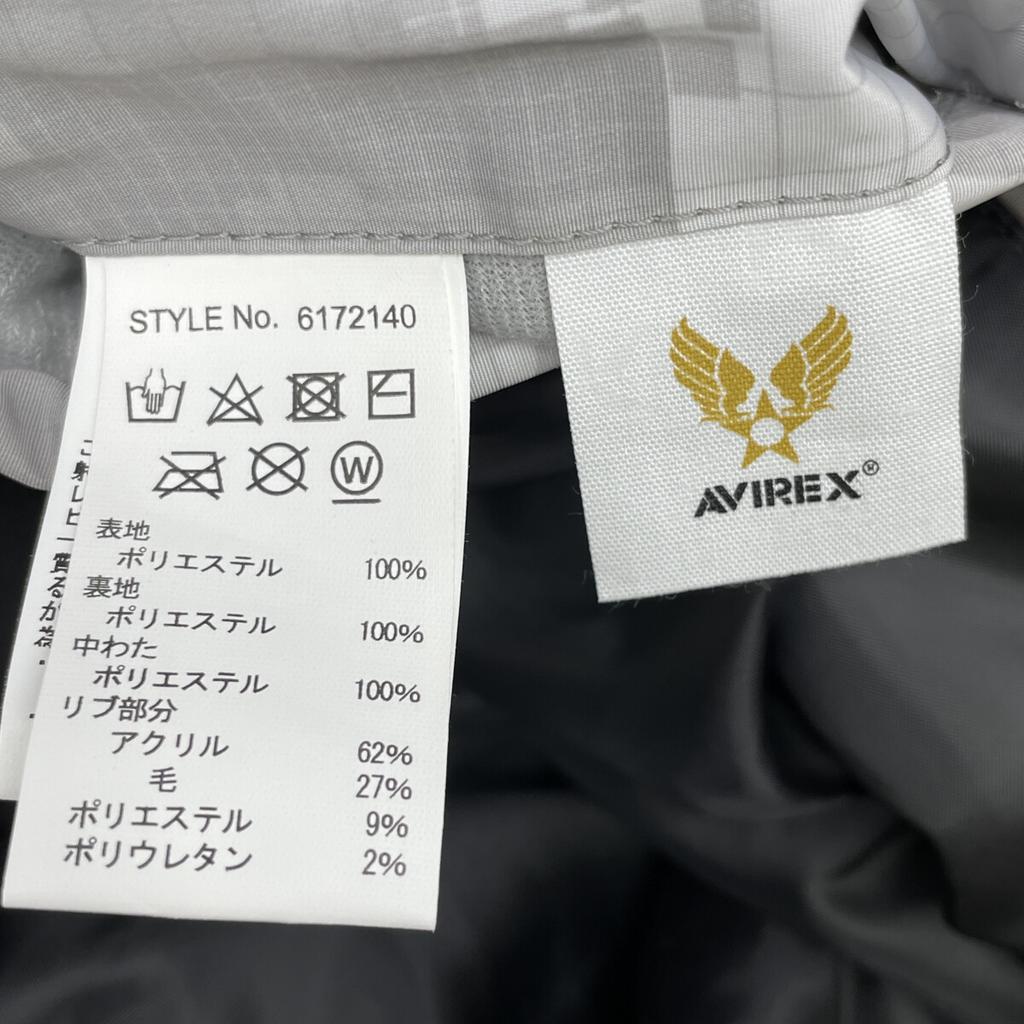 STYLE No. 6172140
W
表地
ポリエステル 100%
裏地
ポリエステル 100%
中わた
ポリエステル 100%
リブ部分
アクリル 62%
毛 27%
ポリエステル 9%
ポリウレタン 2%
AVIREX®